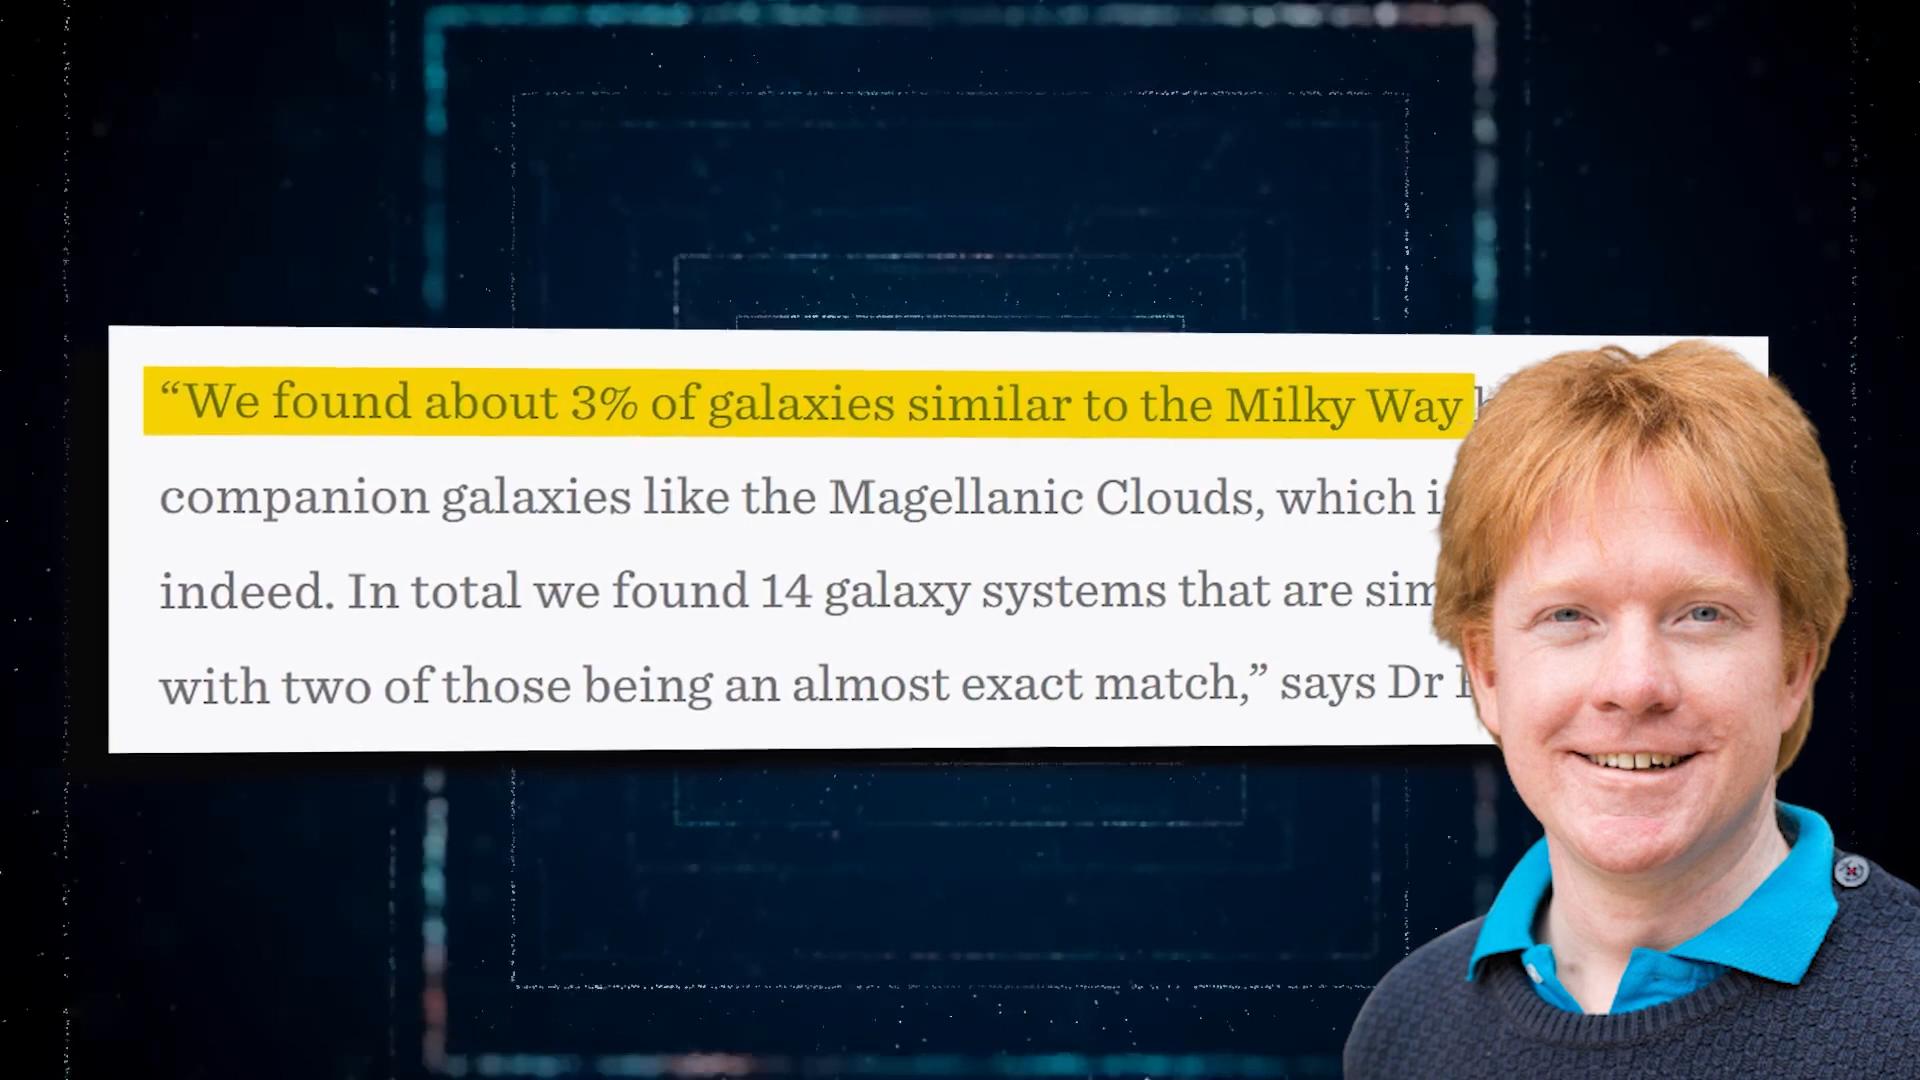 “We found about 3% of galaxies similar to the Milky Way
companion galaxies like the Magellanic Clouds, which
indeed. In total we found 14 galaxy systems that are
with two of those being an almost exact match,” says Dr